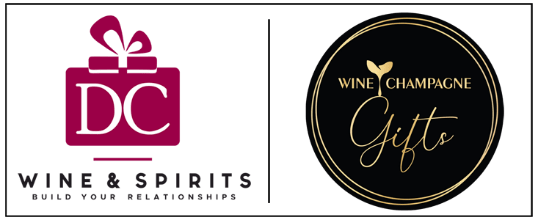 DC
WINE & SPIRITS
BUILD YOUR RELATIONSHIPS
WINE CHAMPAGNE
Gifts